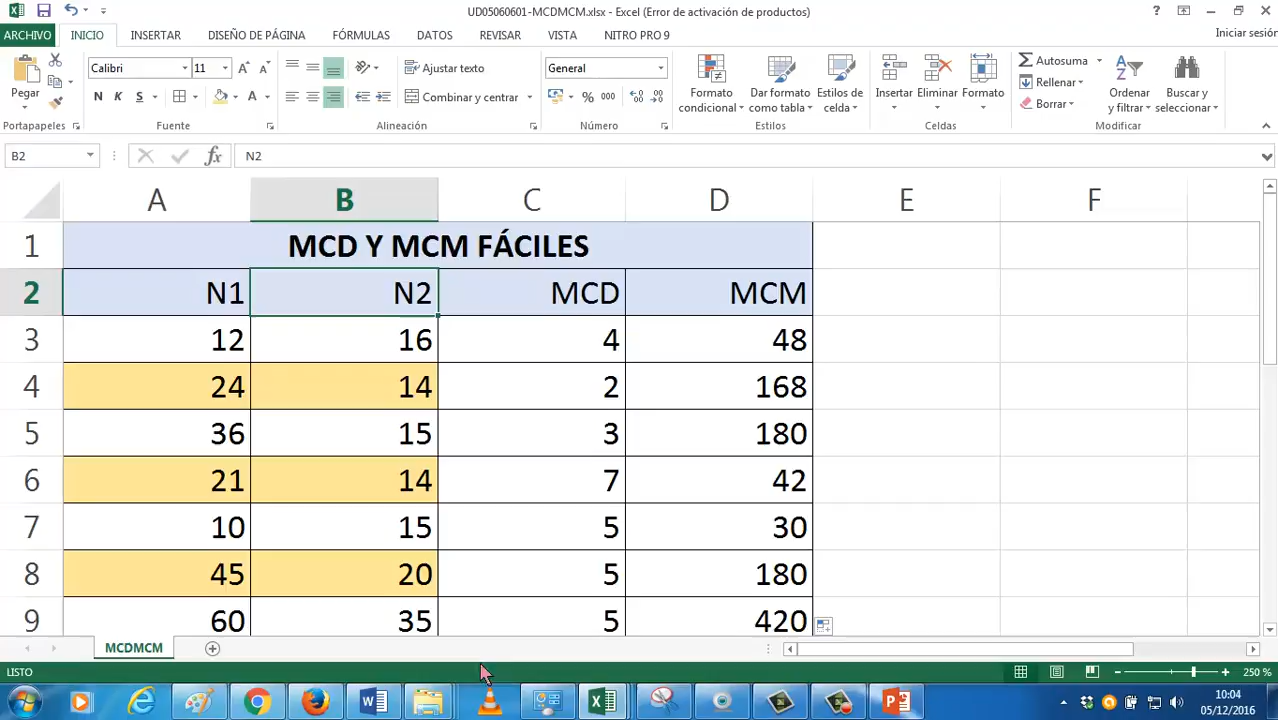 UD05060601-MCDMCM.xlsx - Excel (Error de activación de productos)
ARCHIVO INICIO INSERTAR DISEÑO DE PÁGINA FÓRMULAS DATOS REVISAR VISTA NITRO PRO 9 Iniciar sesión
Calibri 11 Ajustar texto General Autosuma
Pegar Formato condicional Dar formato como tabla Estilos de celda Insertar Eliminar Formato Rellenar Ordenar y filtrar Buscar y seleccionar
N K S Combinar y centrar % 000 Borrar
Portapapeles Fuente Alineación Número Estilos Celdas Modificar
B2 fx N2
A B C D E F
1 MCD Y MCM FÁCILES
2 N1 N2 MCD MCM
3 12 16 4 48
4 24 14 2 168
5 36 15 3 180
6 21 14 7 42
7 10 15 5 30
8 45 20 5 180
9 60 35 5 420
MCDMCM
LISTO 250 %
10:04
05/12/2016